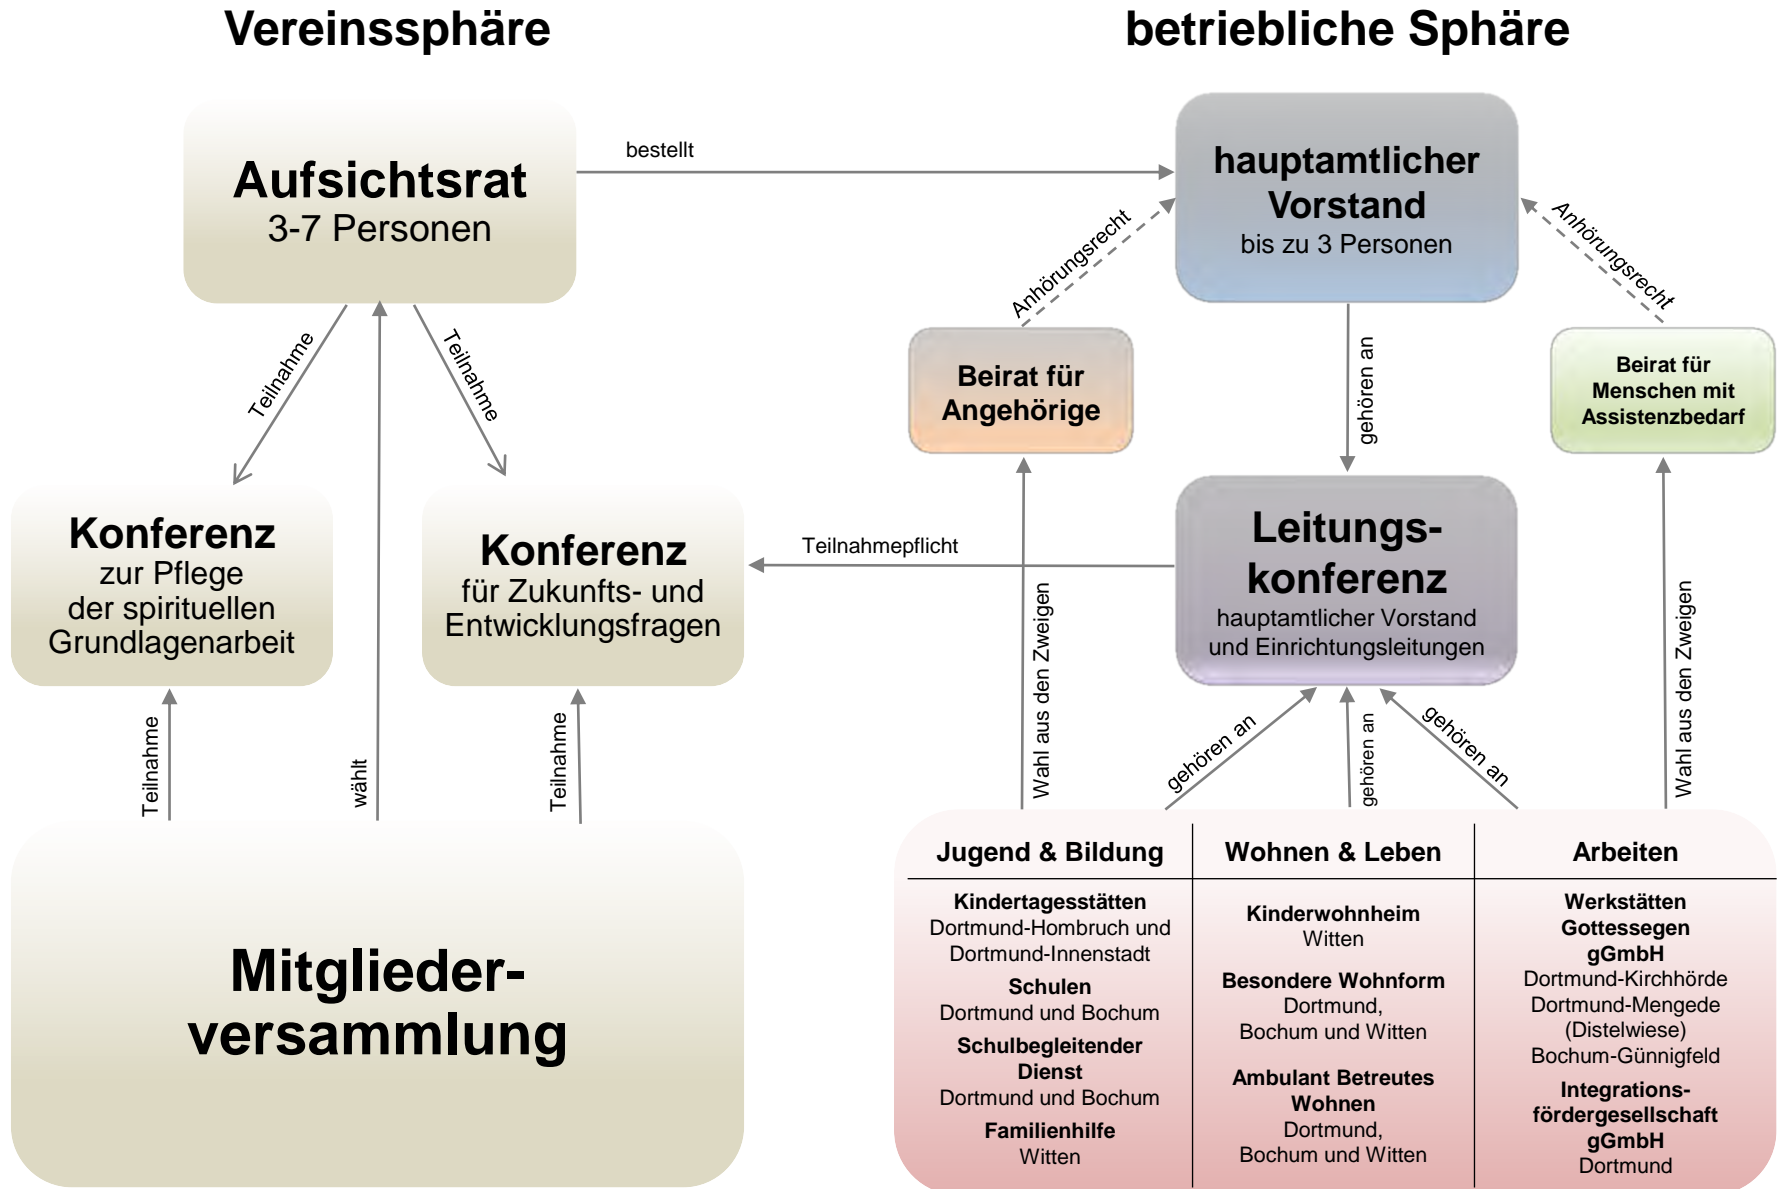 Vereinssphäre
betriebliche Sphäre
Aufsichtsrat
3-7 Personen
bestellt
hauptamtlicher
Vorstand
bis zu 3 Personen
Anhörungsrecht
Anhörungsrecht
Teilnahme
Teilnahme
gehören an
Beirat für
Angehörige
Beirat für
Menschen mit
Assistenzbedarf
Konferenz
zur Pflege
der spirituellen
Grundlagenarbeit
Konferenz
für Zukunfts- und
Entwicklungsfragen
Teilnahmepflicht
Leitungs-
konferenz
hauptamtlicher Vorstand
und Einrichtungsleitungen
Teilnahme
wählt
Teilnahme
Wahl aus den Zweigen
gehören an
gehören an
gehören an
Wahl aus den Zweigen
Mitglieder-
versammlung
Jugend & Bildung
Kindertagesstätten
Dortmund-Hombruch und
Dortmund-Innenstadt
Schulen
Dortmund und Bochum
Schulbegleitender
Dienst
Dortmund und Bochum
Familienhilfe
Witten
Wohnen & Leben
Kinderwohnheim
Witten
Besondere Wohnform
Dortmund,
Bochum und Witten
Ambulant Betreutes
Wohnen
Dortmund,
Bochum und Witten
Arbeiten
Werkstätten
Gottessegen
gGmbH
Dortmund-Kirchhörde
Dortmund-Mengede
(Distelwiese)
Bochum-Günnigfeld
Integrations-
fördergesellschaft
gGmbH
Dortmund